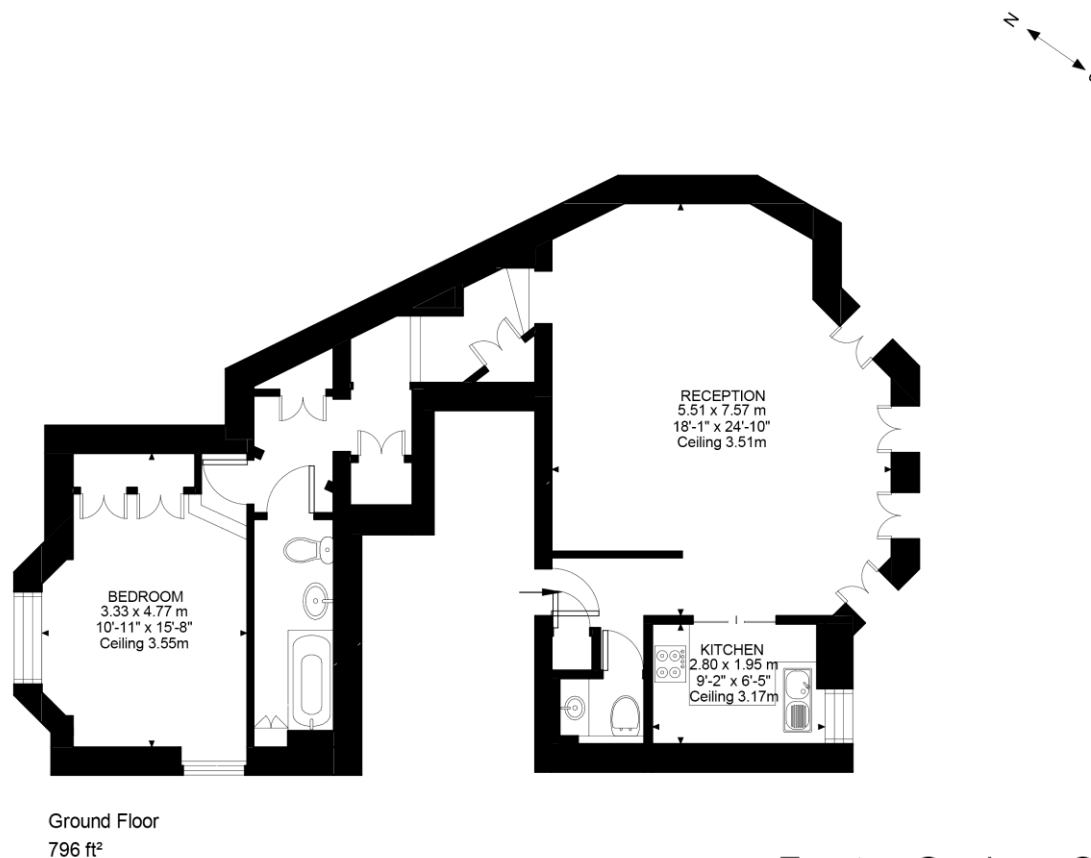 N
RECEPTION
5.51 x 7.57 m
18'-1" x 24'-10"
Ceiling 3.51m
BEDROOM
3.33 x 4.77 m
10'-11" x 15'-8"
Ceiling 3.55m
KITCHEN
2.80 x 1.95 m
9'-2" x 6'-5"
Ceiling 3.17m
Ground Floor
796 ft²